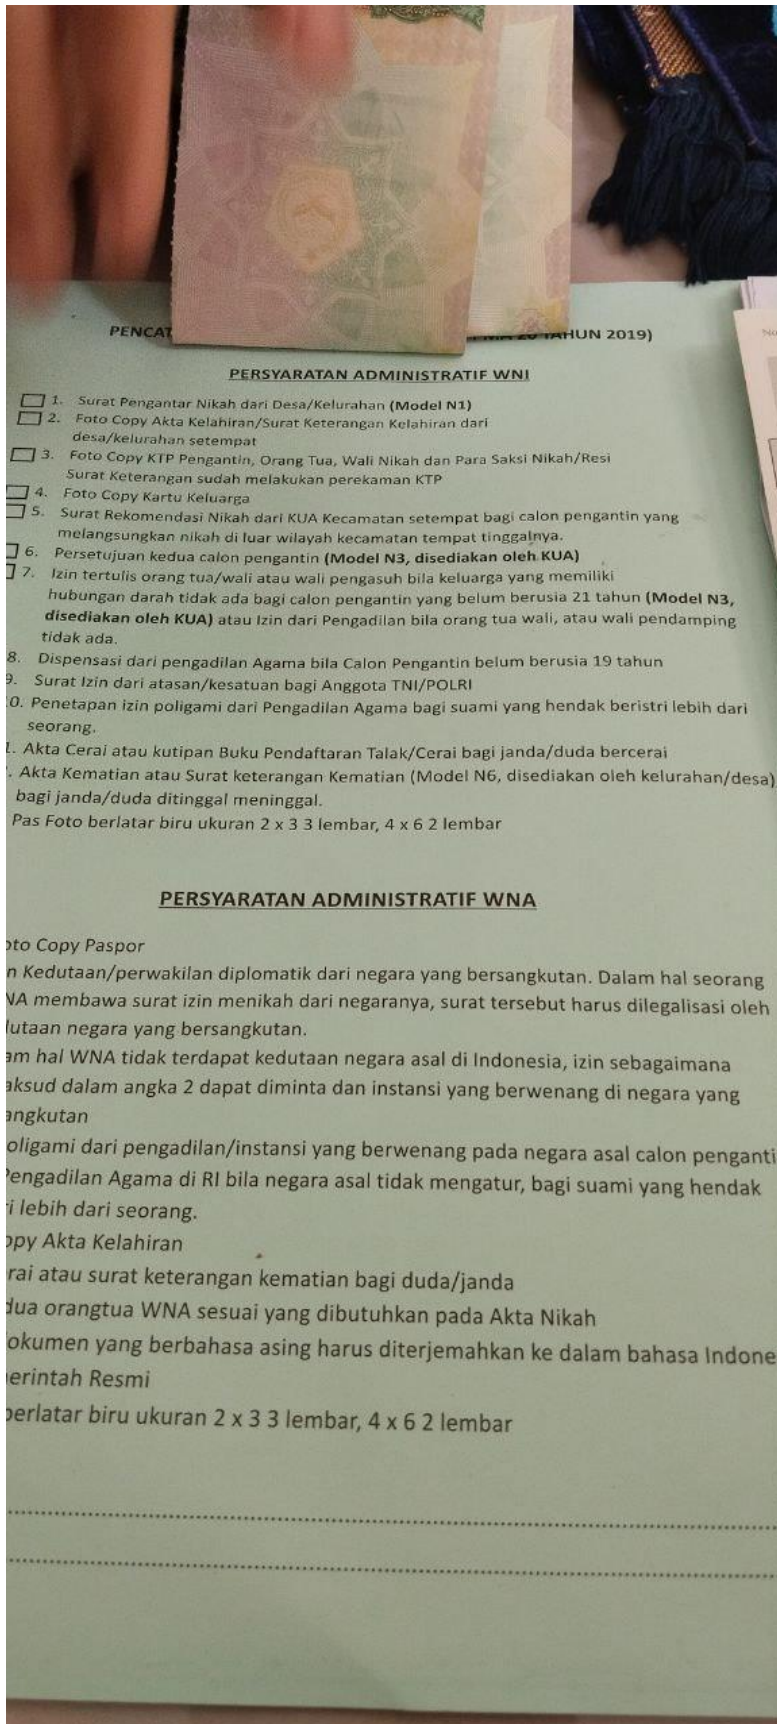 PENCAT
TAHUN 2019)
PERSYARATAN ADMINISTRATIF WNI
1. Surat Pengantar Nikah dari Desa/Kelurahan (Model N1)
2. Foto Copy Akta Kelahiran/Surat Keterangan Kelahiran dari
desa/kelurahan setempat
3. Foto Copy KTP Pengantin, Orang Tua, Wali Nikah dan Para Saksi Nikah/Resi
Surat Keterangan sudah melakukan perekaman KTP
4. Foto Copy Kartu Keluarga
5. Surat Rekomendasi Nikah dari KUA Kecamatan setempat bagi calon pengantin yang
melangsungkan nikah di luar wilayah kecamatan tempat tinggalnya.
6. Persetujuan kedua calon pengantin (Model N3, disediakan oleh KUA)
7. Izin tertulis orang tua/wali atau wali pengasuh bila keluarga yang memiliki
hubungan darah tidak ada bagi calon pengantin yang belum berusia 21 tahun (Model N3,
disediakan oleh KUA) atau Izin dari Pengadilan bila orang tua wali, atau wali pendamping
tidak ada.
8. Dispensasi dari pengadilan Agama bila Calon Pengantin belum berusia 19 tahun
9. Surat Izin dari atasan/kesatuan bagi Anggota TNI/POLRI
0. Penetapan izin poligami dari Pengadilan Agama bagi suami yang hendak beristri lebih dari
seorang.
1. Akta Cerai atau kutipan Buku Pendaftaran Talak/Cerai bagi janda/duda bercerai
. Akta Kematian atau Surat keterangan Kematian (Model N6, disediakan oleh kelurahan/desa)
bagi janda/duda ditinggal meninggal.
Pas Foto berlatar biru ukuran 2 x 3 3 lembar, 4 x 6 2 lembar
PERSYARATAN ADMINISTRATIF WNA
oto Copy Paspor
n Kedutaan/perwakilan diplomatik dari negara yang bersangkutan. Dalam hal seorang
NA membawa surat izin menikah dari negaranya, surat tersebut harus dilegalisasi oleh
lutaan negara yang bersangkutan.
am hal WNA tidak terdapat kedutaan negara asal di Indonesia, izin sebagaimana
aksud dalam angka 2 dapat diminta dan instansi yang berwenang di negara yang
angkutan
oligami dari pengadilan/instansi yang berwenang pada negara asal calon penganti
Pengadilan Agama di RI bila negara asal tidak mengatur, bagi suami yang hendak
ri lebih dari seorang.
opy Akta Kelahiran
rai atau surat keterangan kematian bagi duda/janda
dua orangtua WNA sesuai yang dibutuhkan pada Akta Nikah
okumen yang berbahasa asing harus diterjemahkan ke dalam bahasa Indone
erintah Resmi
berlatar biru ukuran 2 x 3 3 lembar, 4 x 6 2 lembar